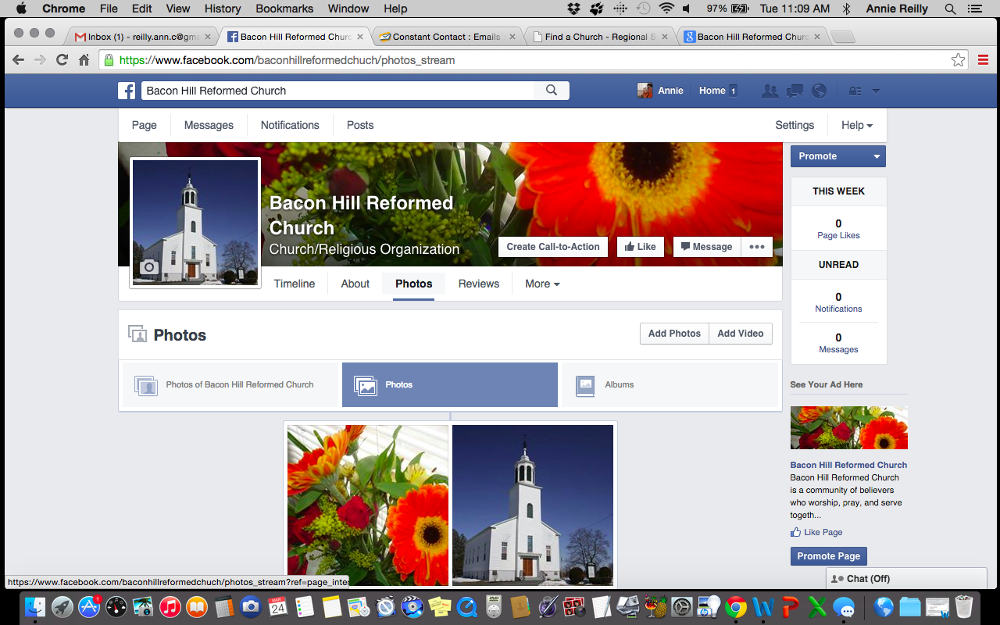 Chrome File Edit View History Bookmarks Window Help 97% Tue 11:09 AM Annie Reilly
Inbox (1) - reilly.ann.c@gma
Bacon Hill Reformed Churc
Constant Contact : Emails
Find a Church - Regional S
Bacon Hill Reformed Churc
https://www.facebook.com/baconhillreformedchuch/photos_stream
Bacon Hill Reformed Church
Annie Home 1
Page Messages Notifications Posts Settings Help
Bacon Hill Reformed
Church
Church/Religious Organization
Create Call-to-Action Like Message
Timeline About Photos Reviews More
Promote
THIS WEEK
0
Page Likes
UNREAD
0
Notifications
0
Messages
Photos
Add Photos Add Video
Photos of Bacon Hill Reformed Church Photos Albums
See Your Ad Here
Bacon Hill Reformed Church
Bacon Hill Reformed Church
is a community of believers
who worship, pray, and serve
togeth...
Like Page
Promote Page
Chat (Off)
https://www.facebook.com/baconhillreformedchuch/photos_stream?ref=page_inter
1
MAR
24